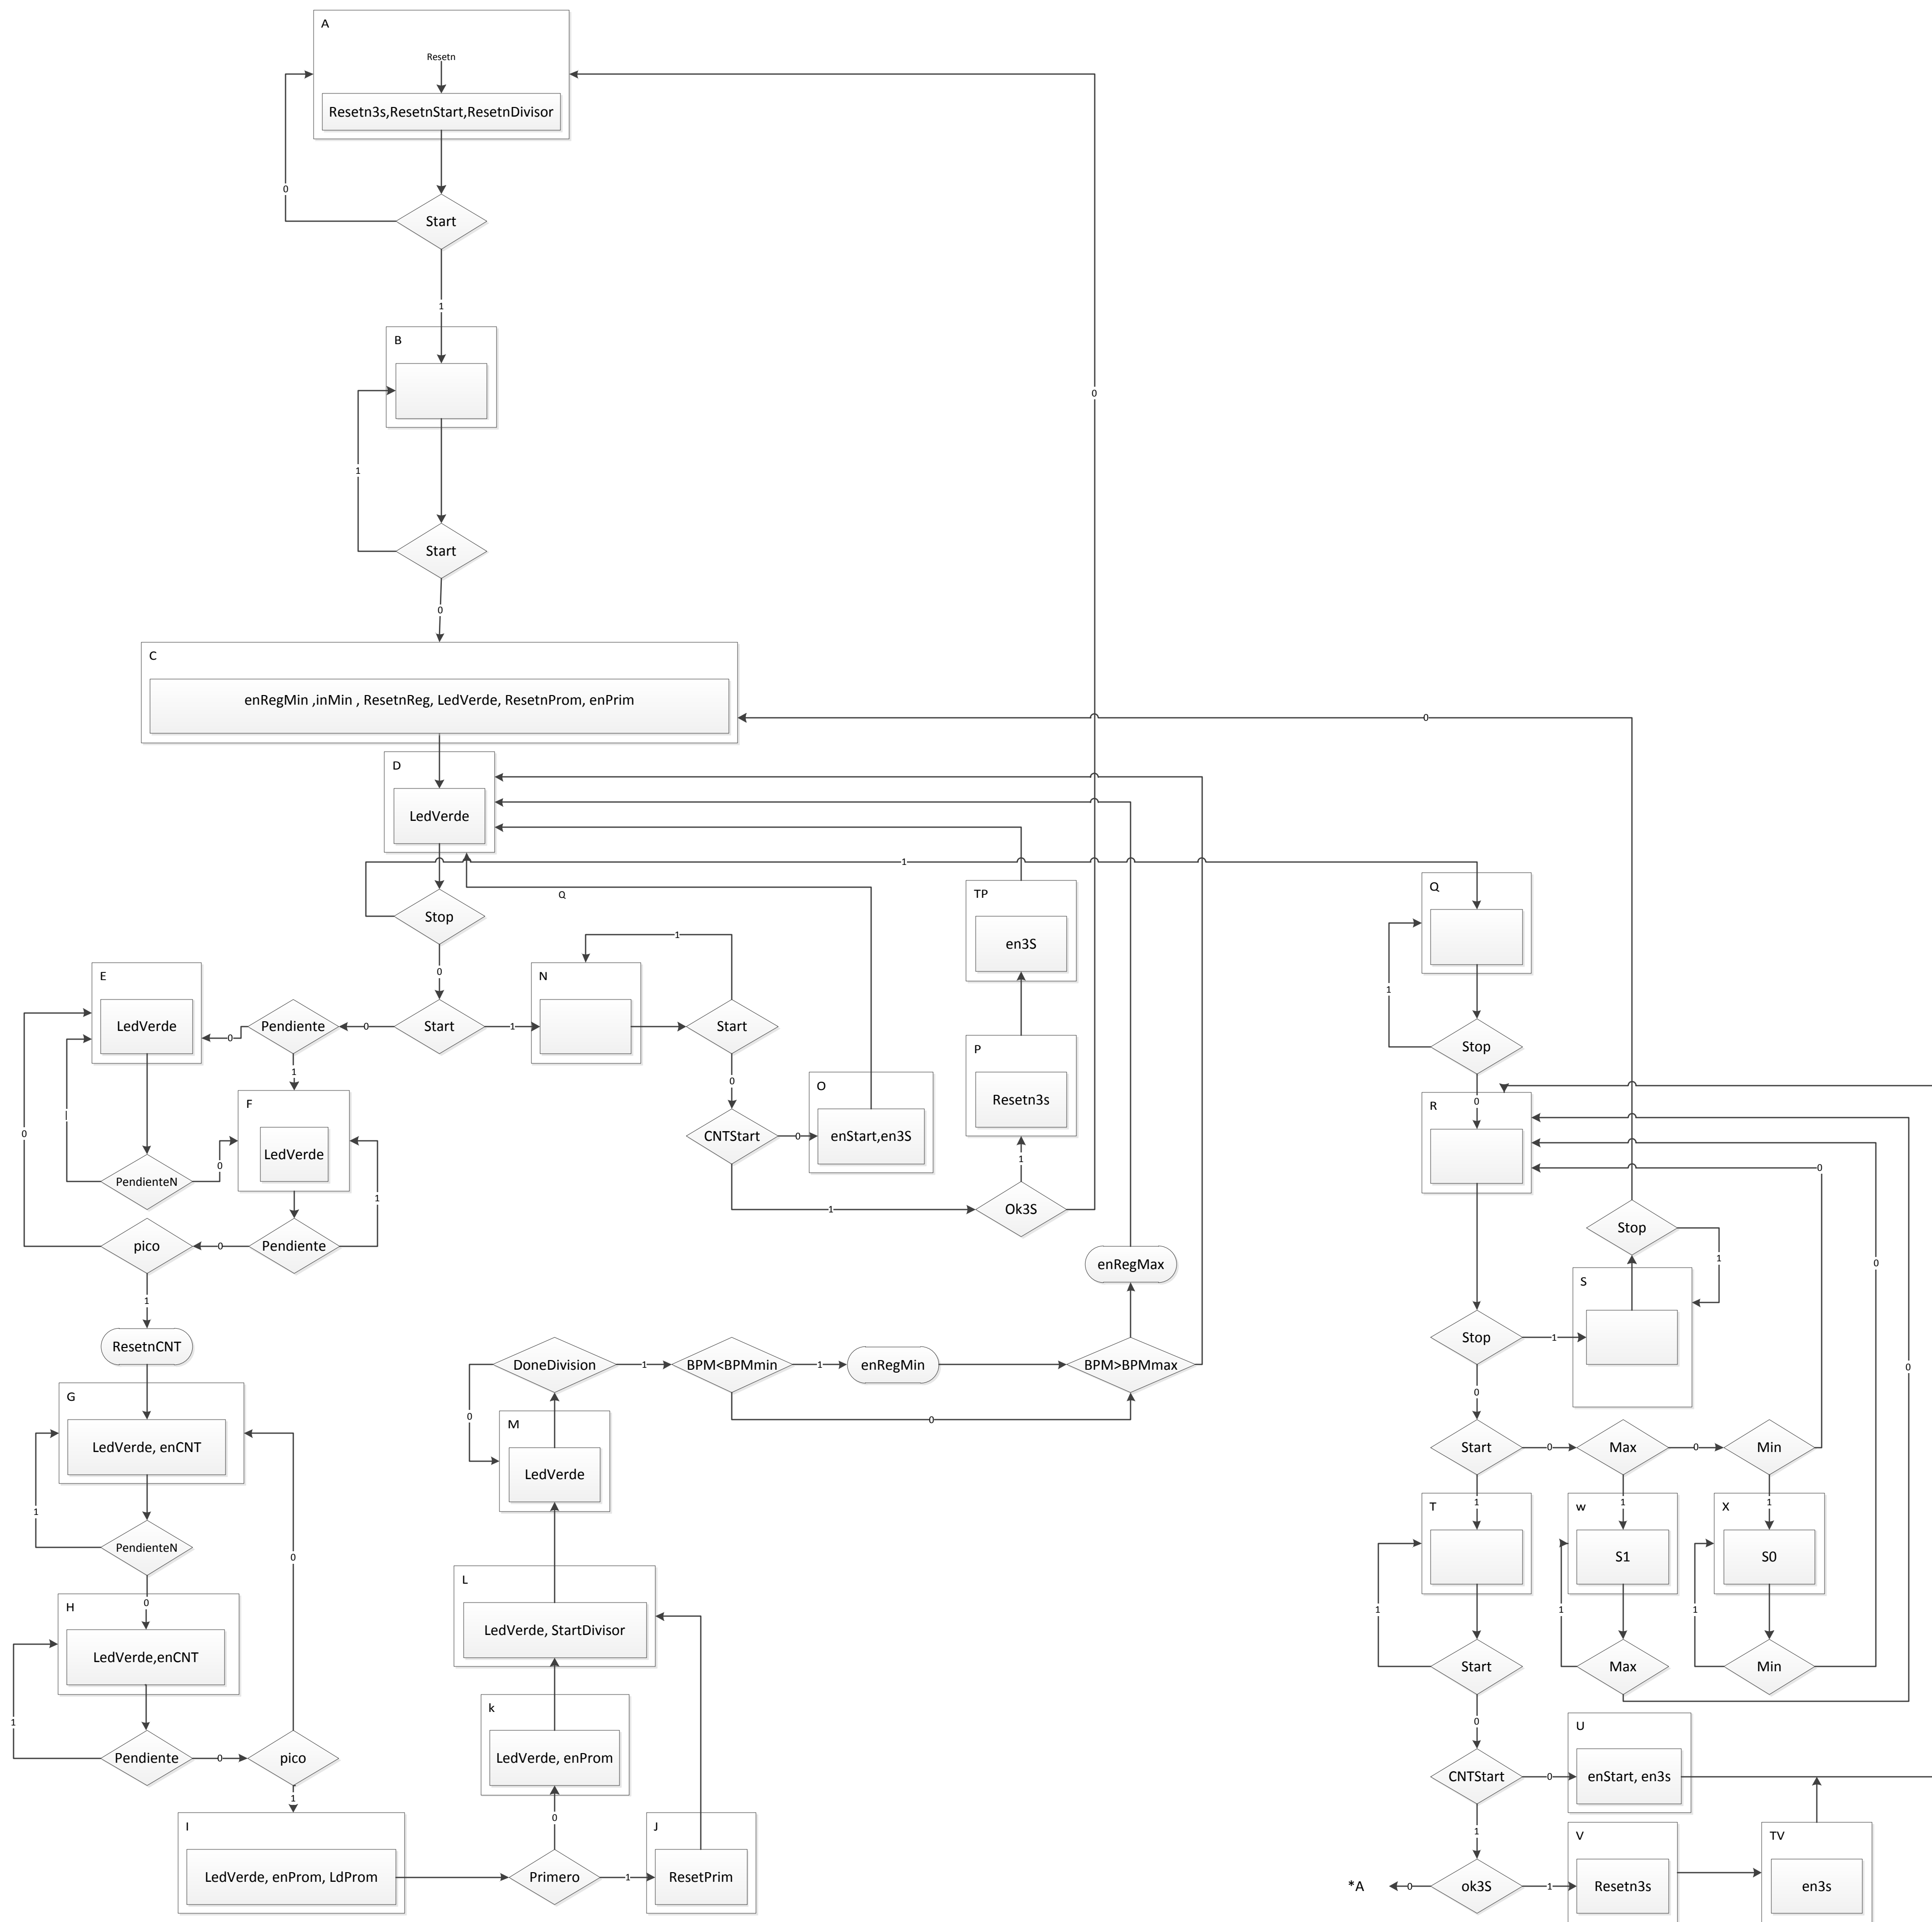 A
Resetn
Resetn3s,ResetnStart,ResetnDivisor
0
Start
1
B
1
Start
0
0
C
enRegMin ,inMin , ResetnReg, LedVerde, ResetnProm, enPrim
0
D
LedVerde
1
Q
Stop
0
TP
en3S
Q
1
Stop
0
E
LedVerde
0
Pendiente
0
Start
1
N
1
Start
0
1
F
LedVerde
0
PendienteN
0
1
pico
0
Pendiente
CNTStart
0
O
enStart,en3S
P
Resetn3s
1
1
Ok3S
R
0
Stop
1
S
0
0
1
ResetnCNT
enRegMax
DoneDivision
1
BPM<BPMmin
1
enRegMin
BPM>BPMmax
0
0
Stop
1
0
G
LedVerde, enCNT
1
PendienteN
0
0
M
LedVerde
Start
0
Max
0
Min
1
1
1
T
w
S1
X
S0
1
1
1
H
LedVerde,enCNT
1
Pendiente
0
pico
1
L
LedVerde, StartDivisor
Start
Max
Min
0
k
LedVerde, enProm
0
U
CNTStart
0
enStart, en3s
1
I
LedVerde, enProm, LdProm
Primero
1
J
ResetPrim
*A
0
ok3S
1
V
Resetn3s
TV
en3s